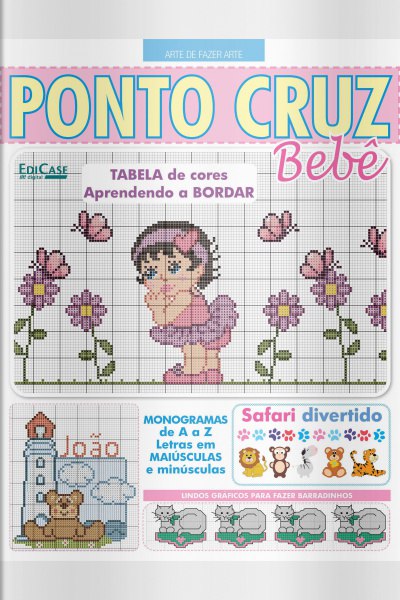 ARTE DE FAZER ARTE
PONTO CRUZ
Bebê
EDICASE
digital
TABELA de cores
Aprendendo a BORDAR
João
MONOGRAMAS
de A a Z
Letras em
MAIÚSCULAS
e minúsculas
Safari divertido
LINDOS GRÁFICOS PARA FAZER BARRADINHOS